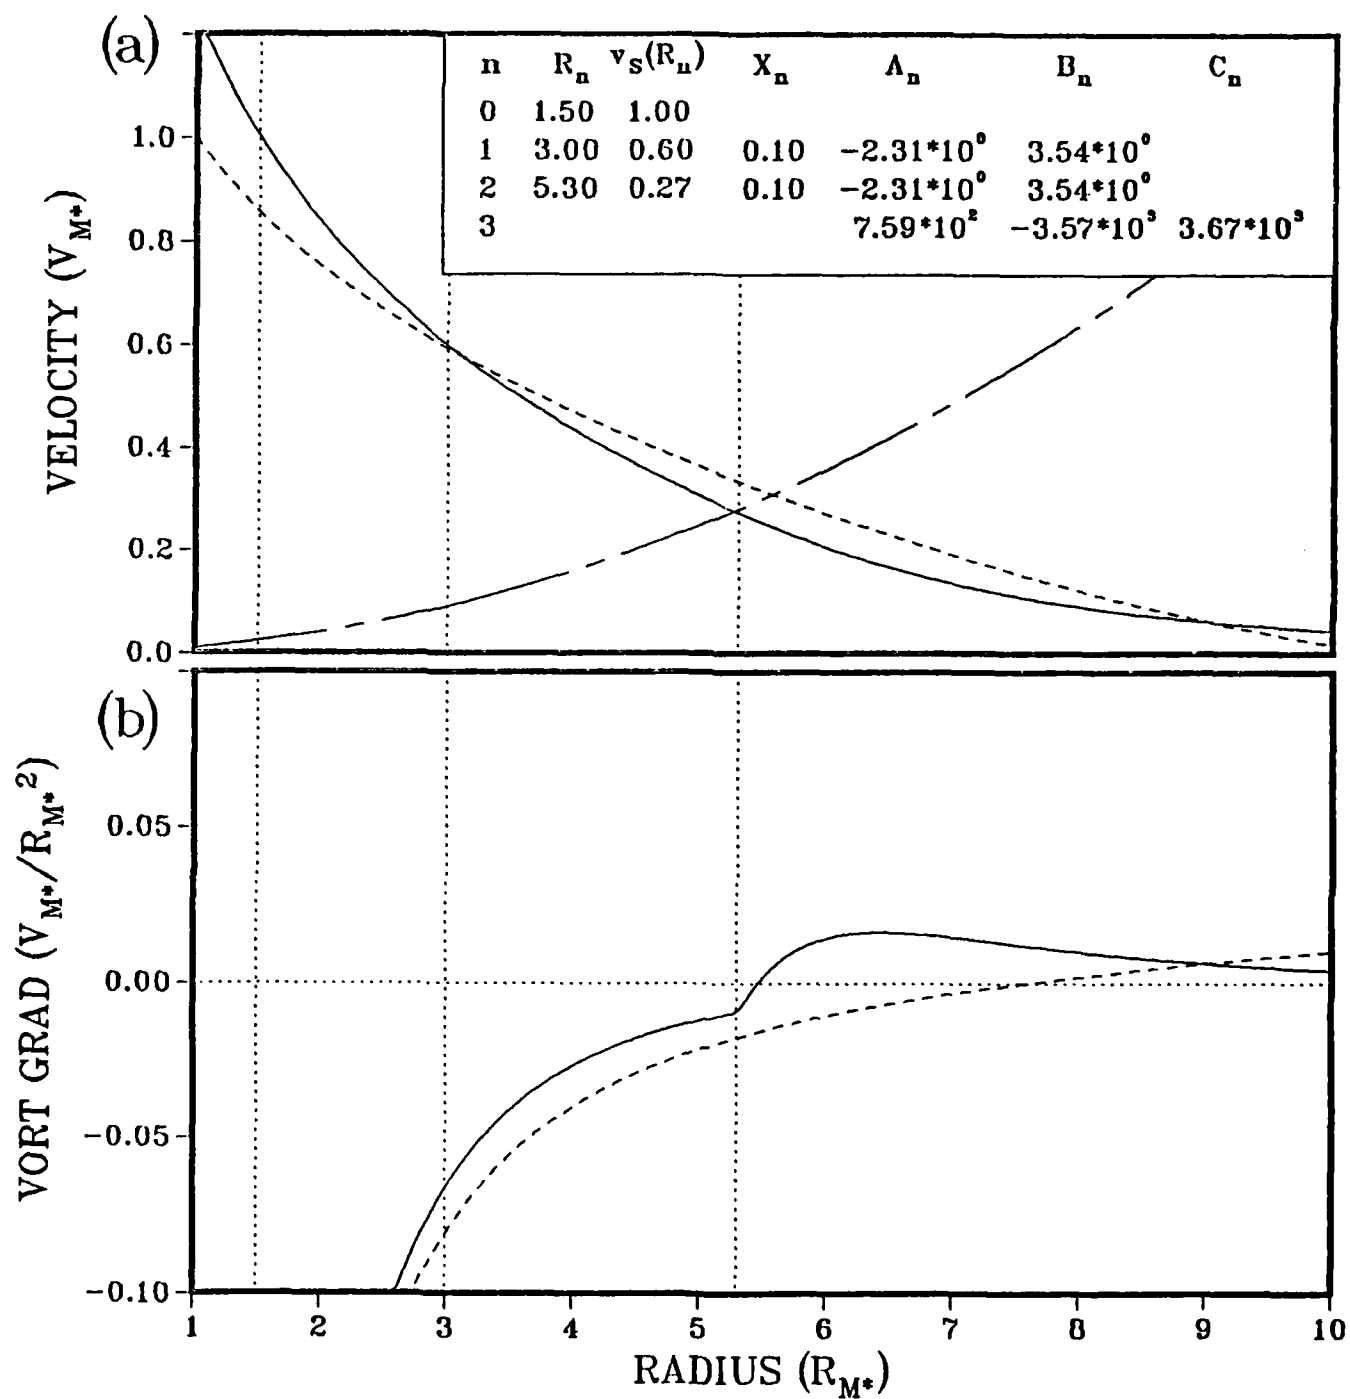 (a)
n R_n v_S(R_n) X_n A_n B_n C_n
0 1.50 1.00
1 3.00 0.60 0.10 -2.31*10^0 3.54*10^0
2 5.30 0.27 0.10 -2.31*10^0 3.54*10^0
3 7.59*10^2 -3.57*10^3 3.67*10^3
VELOCITY (V_M*)
1.0
0.8
0.6
0.4
0.2
0.0
(b)
VORT GRAD (V_M*/R_M*^2)
0.05
0.00
-0.05
-0.10
1 2 3 4 5 6 7 8 9 10
RADIUS (R_M*)